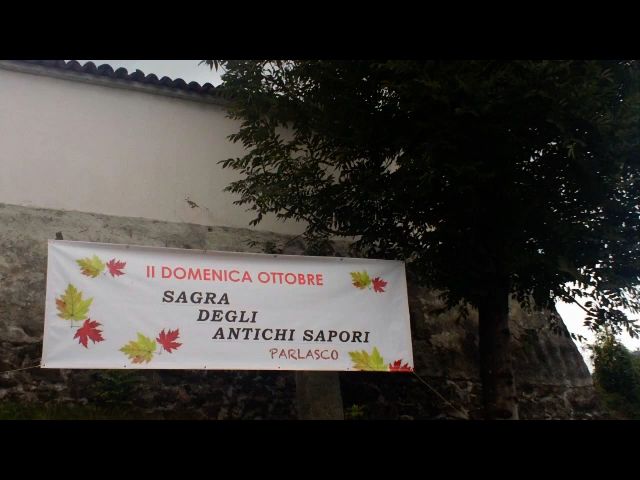 II DOMENICA OTTOBRE
SAGRA
DEGLI
ANTICHI SAPORI
PARLASCO